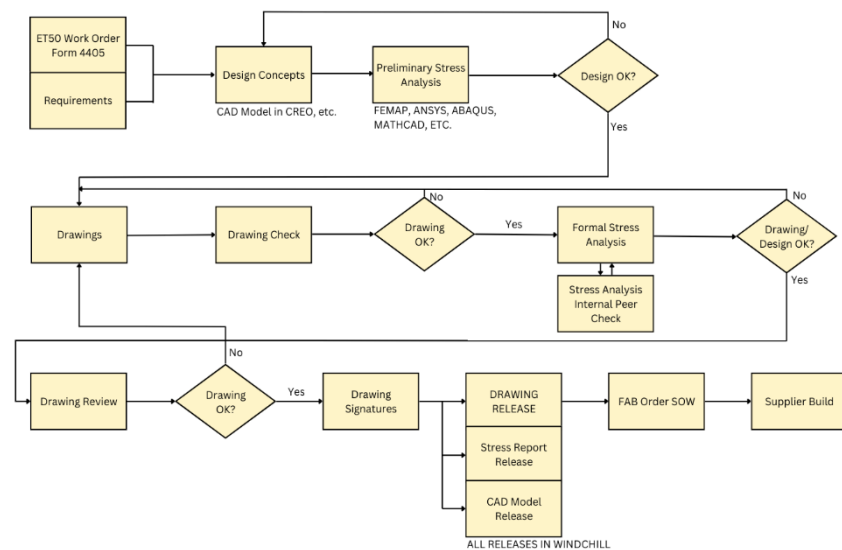 No
ET50 Work Order
Form 4405
Requirements
Design Concepts
CAD Model in CREO, etc.
Preliminary Stress
Analysis
FEMAP, ANSYS, ABAQUS,
MATHCAD, ETC.
Design OK?
Yes
Drawings
Drawing Check
No
Drawing
OK?
Yes
Formal Stress
Analysis
Stress Analysis
Internal Peer
Check
No
Drawing/
Design OK?
Yes
No
Drawing Review
Drawing
OK?
Yes
Drawing
Signatures
DRAWING
RELEASE
Stress Report
Release
CAD Model
Release
ALL RELEASES IN WINDCHILL
FAB Order SOW
Supplier Build